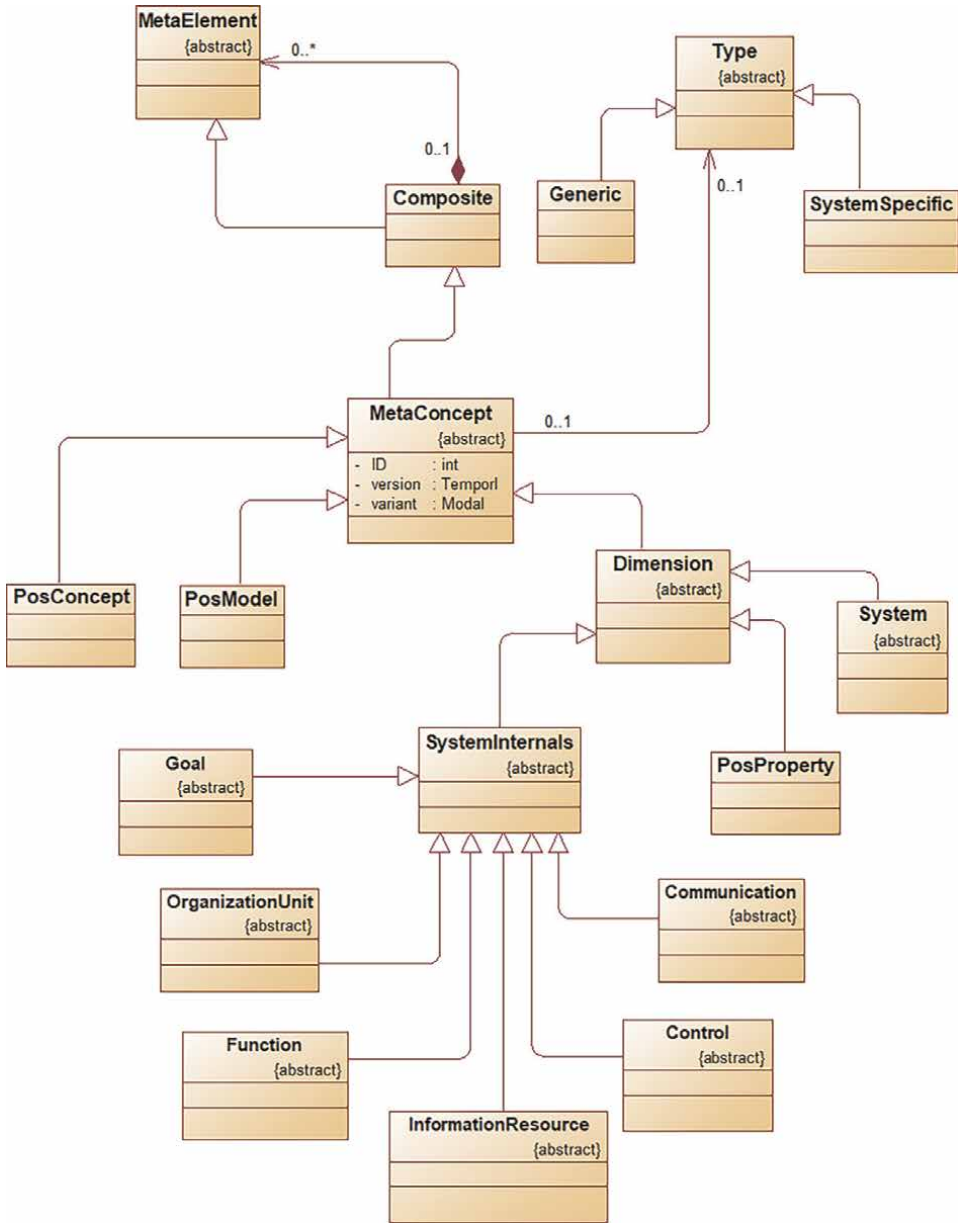 MetaElement
{abstract}
0..*
0..1
Composite
Type
{abstract}
0..1
Generic
SystemSpecific
MetaConcept
{abstract}
0..1
- ID : int
- version : Temporl
- variant : Modal
PosConcept
PosModel
Dimension
{abstract}
System
{abstract}
SystemInternals
{abstract}
PosProperty
Goal
{abstract}
OrganizationUnit
{abstract}
Communication
{abstract}
Function
{abstract}
Control
{abstract}
InformationResource
{abstract}